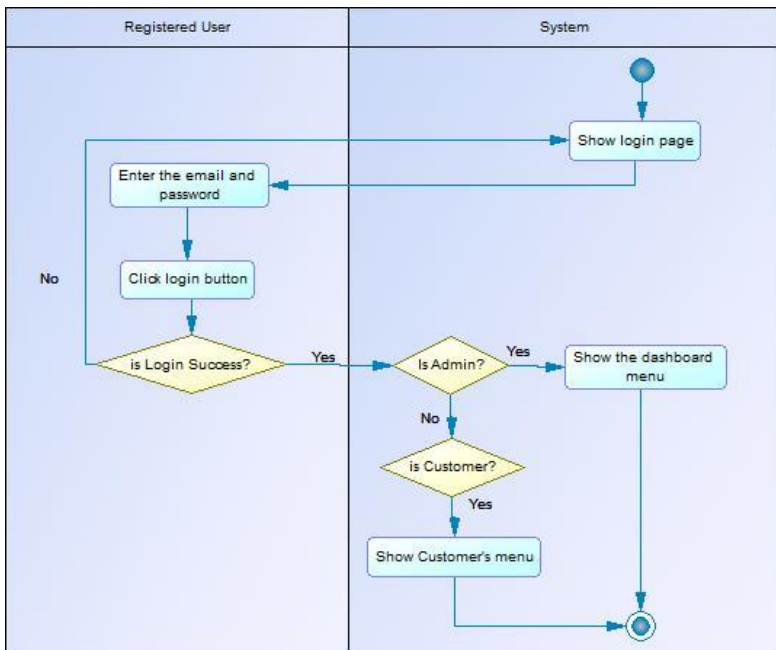 Registered User
System
Show login page
Enter the email and
password
Click login button
No
is Login Success?
Yes
Is Admin?
Yes
Show the dashboard
menu
No
is Customer?
Yes
Show Customer's menu